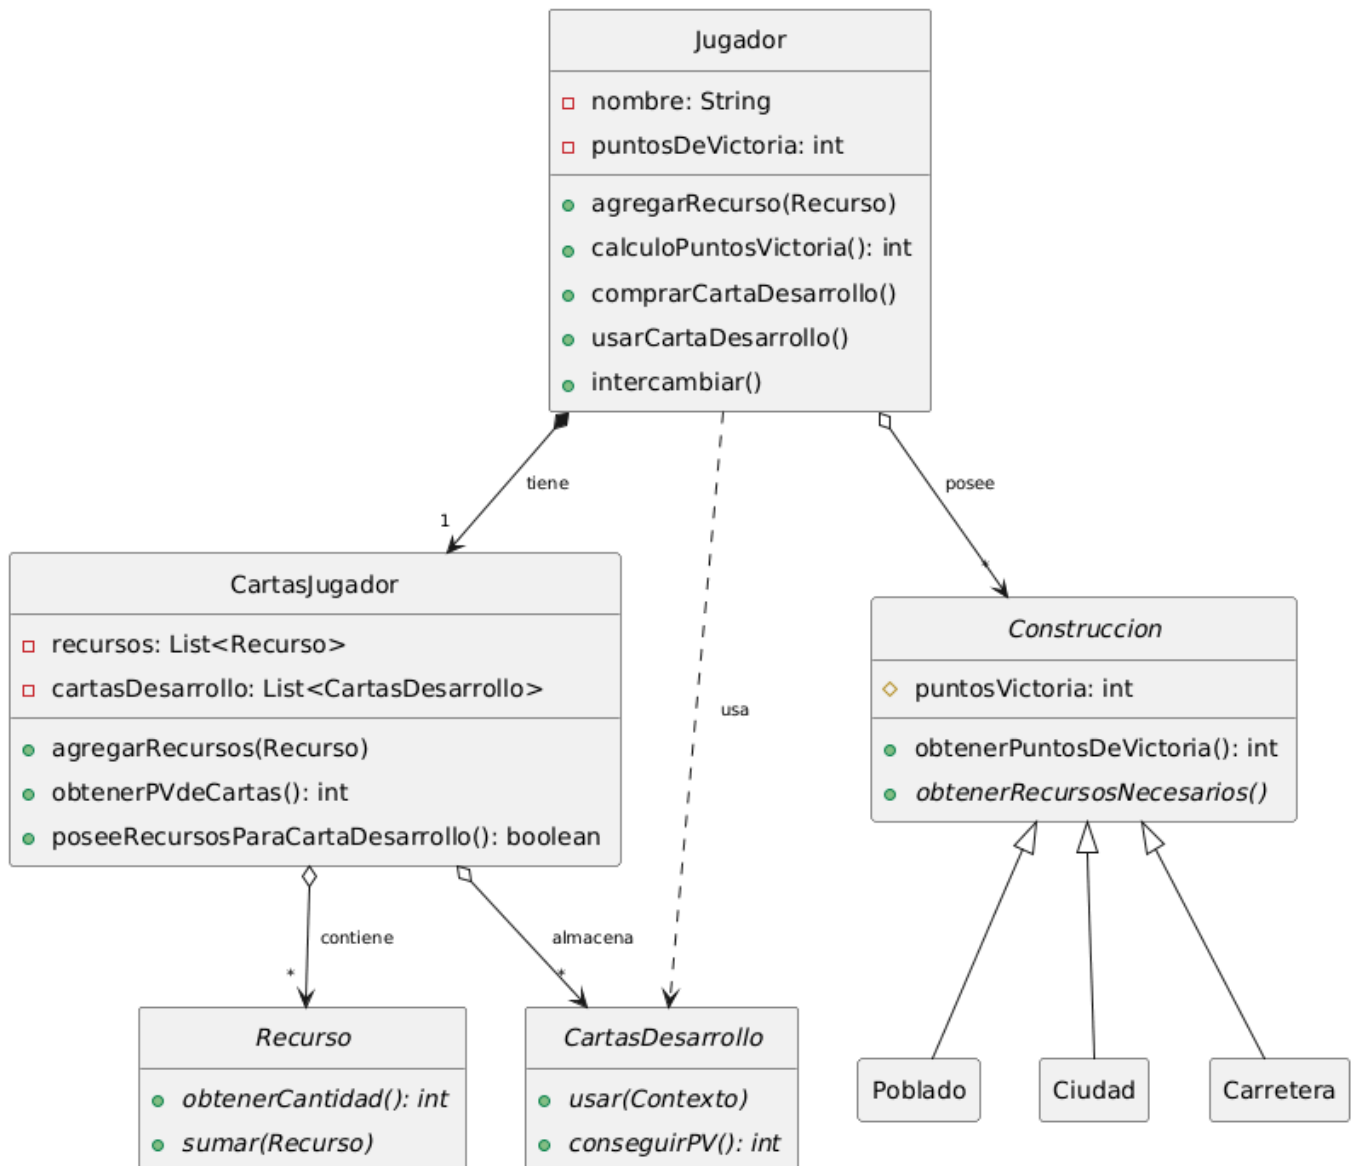 Jugador
nombre: String
puntosDeVictoria: int
agregarRecurso(Recurso)
calculoPuntosVictoria(): int
comprarCartaDesarrollo()
usarCartaDesarrollo()
intercambiar()
tiene
posee
1
*
CartasJugador
recursos: List<Recurso>
cartasDesarrollo: List<CartasDesarrollo>
agregarRecursos(Recurso)
obtenerPVdeCartas(): int
poseeRecursosParaCartaDesarrollo(): boolean
usa
Construccion
puntosVictoria: int
obtenerPuntosDeVictoria(): int
obtenerRecursosNecesarios()
contiene
almacena
*
*
Recurso
obtenerCantidad(): int
sumar(Recurso)
CartasDesarrollo
usar(Contexto)
conseguirPV(): int
Poblado
Ciudad
Carretera